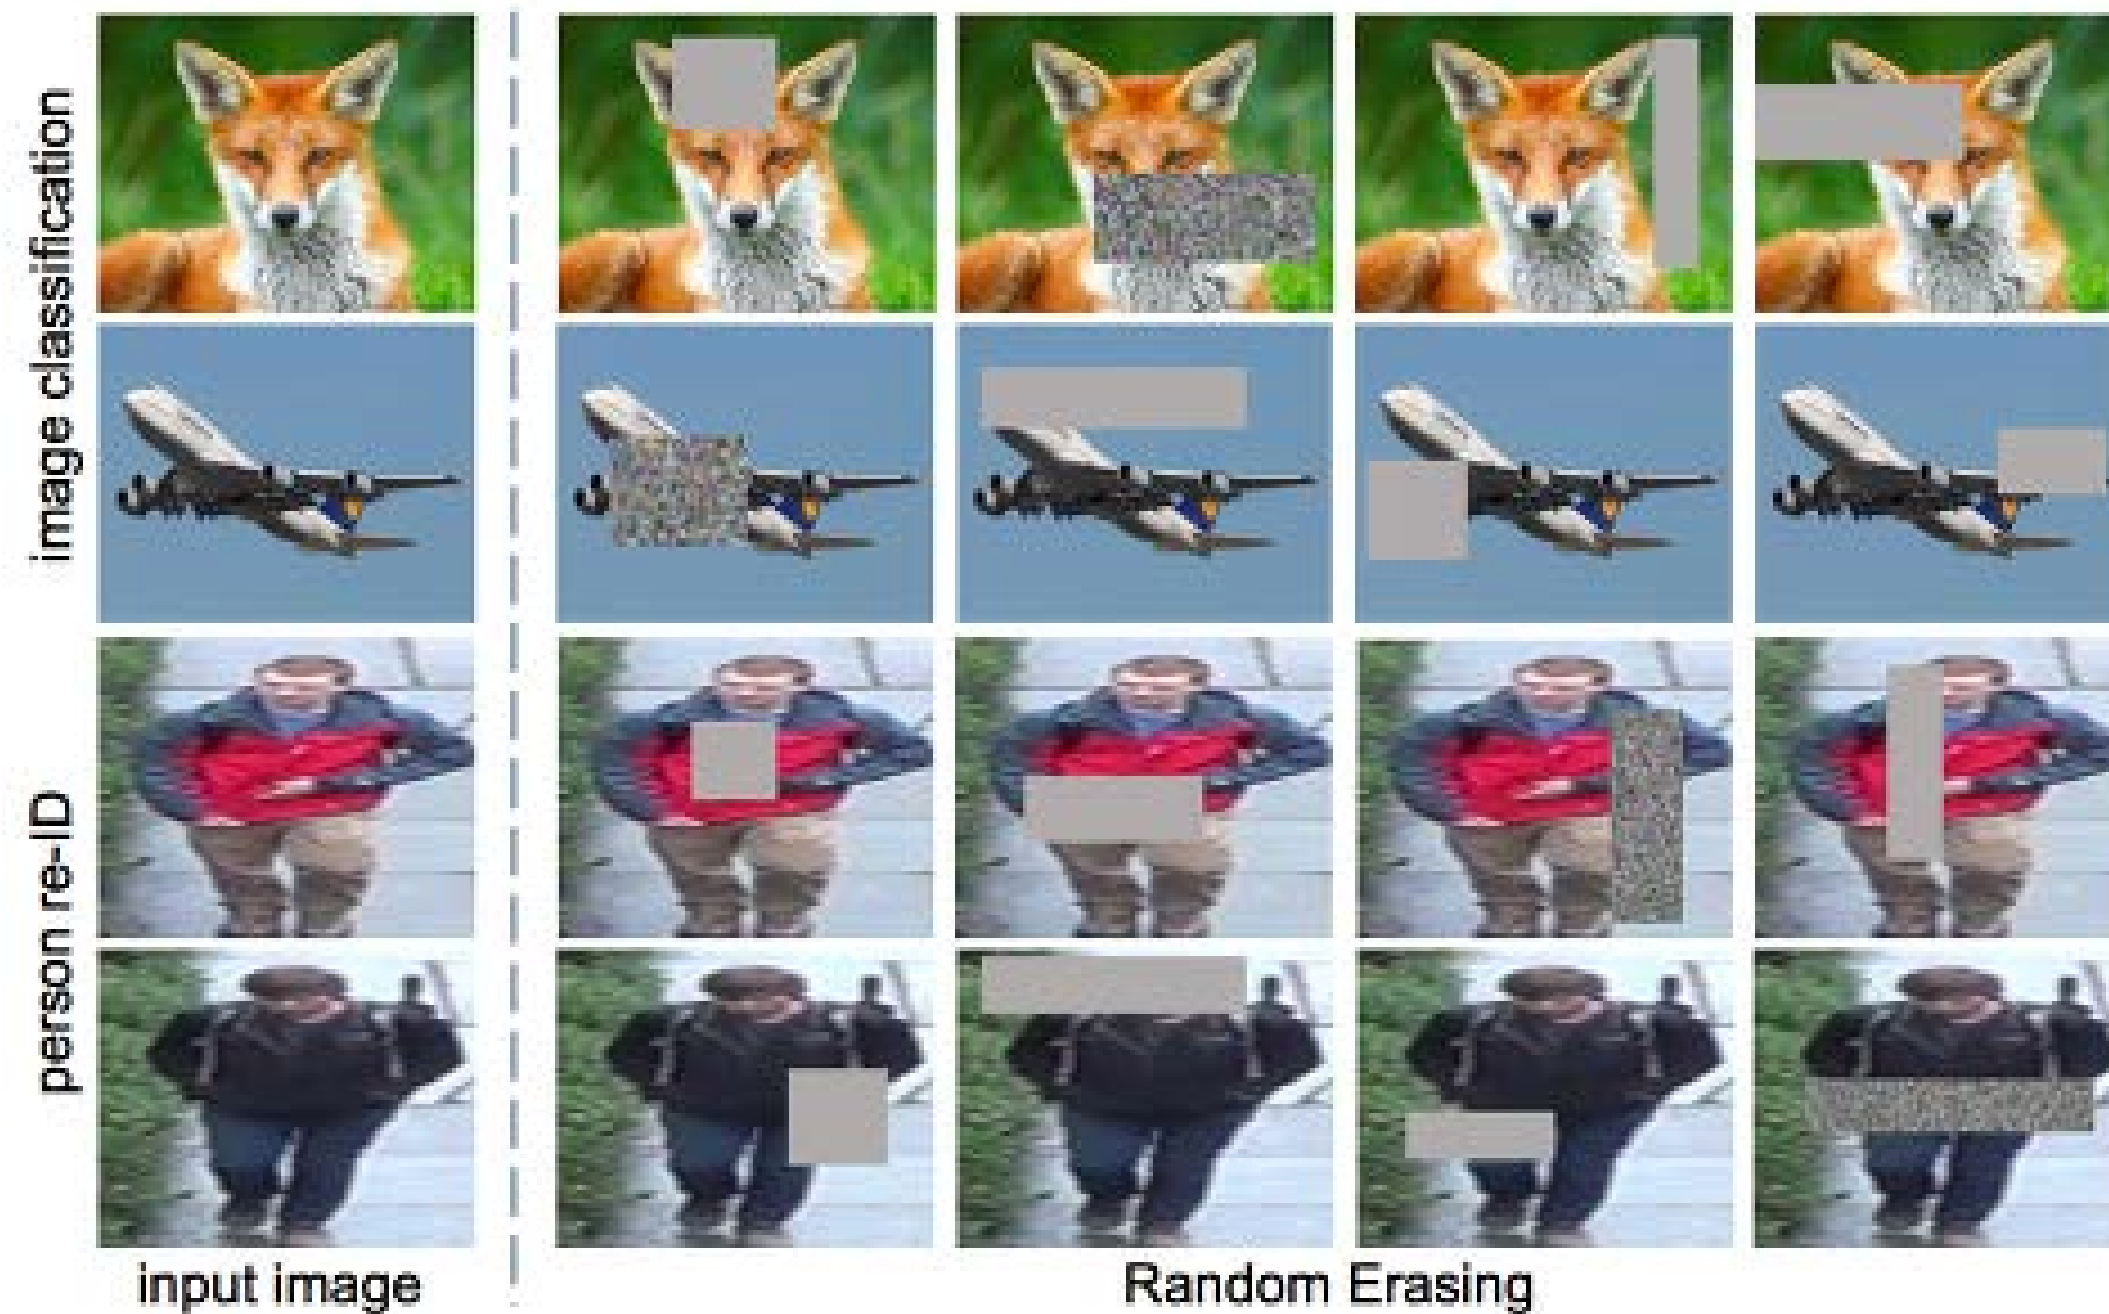 image classification
person re-ID
input image
Random Erasing